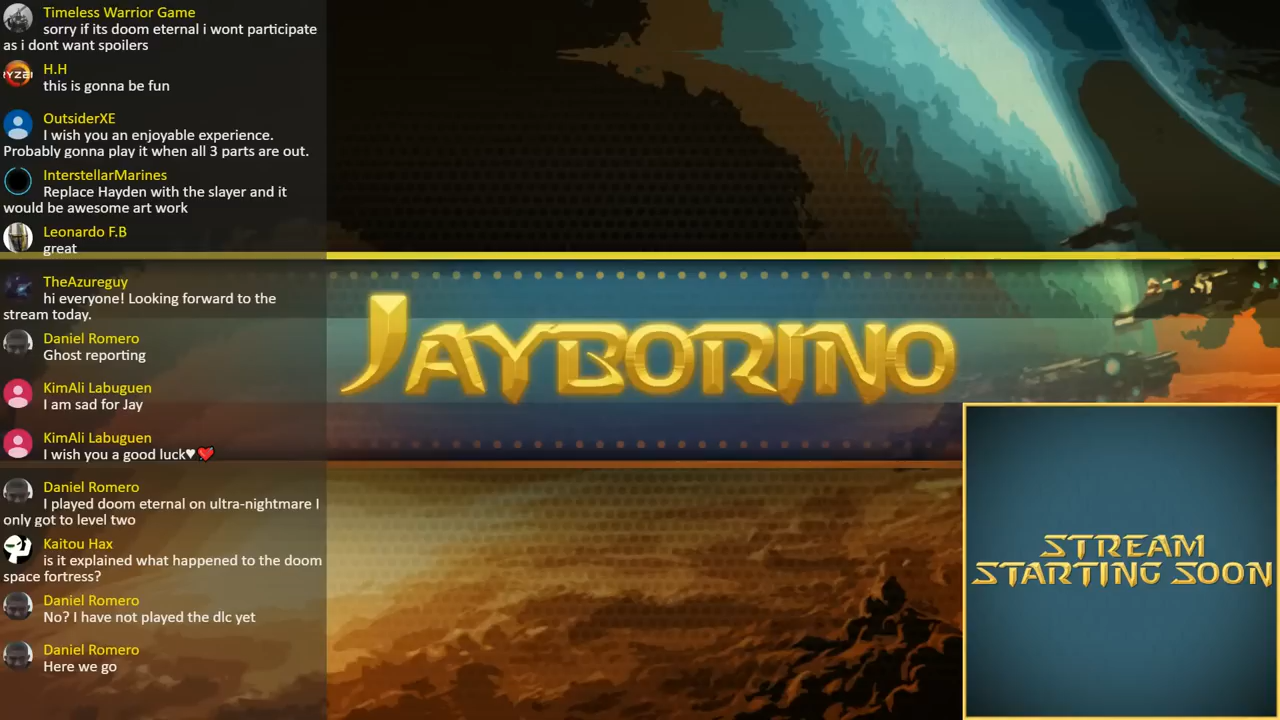 Timeless Warrior Game
sorry if its doom eternal i wont participate
as i dont want spoilers
RYZEN
H.H
this is gonna be fun
OutsiderXE
I wish you an enjoyable experience.
Probably gonna play it when all 3 parts are out.
InterstellarMarines
Replace Hayden with the slayer and it
would be awesome art work
Leonardo F.B
great
TheAzureguy
hi everyone! Looking forward to the
stream today.
Daniel Romero
Ghost reporting
KimAli Labuguen
I am sad for Jay
KimAli Labuguen
I wish you a good luck♥❤
Daniel Romero
I played doom eternal on ultra-nightmare I
only got to level two
Kaitou Hax
is it explained what happened to the doom
space fortress?
Daniel Romero
No? I have not played the dlc yet
Daniel Romero
Here we go
JAYBORINO
STREAM
STARTING SOON